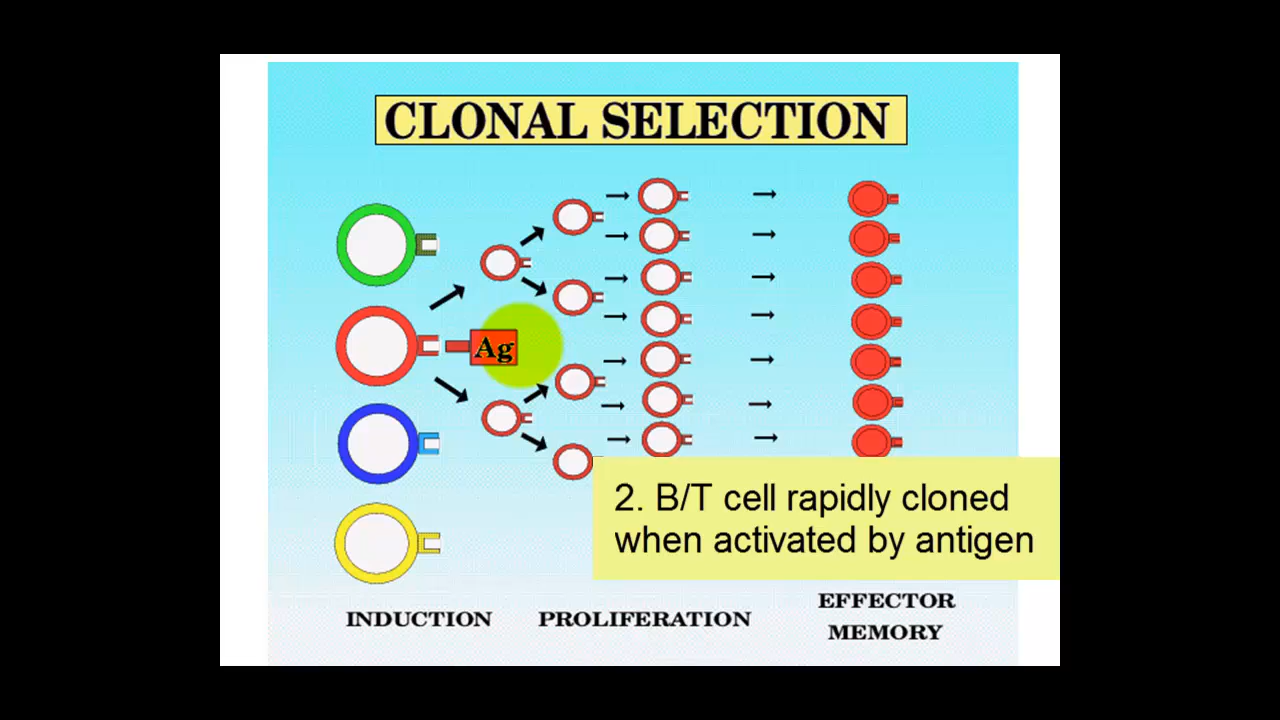 CLONAL SELECTION
Ag
2. B/T cell rapidly cloned
when activated by antigen
INDUCTION
PROLIFERATION
EFFECTOR
MEMORY